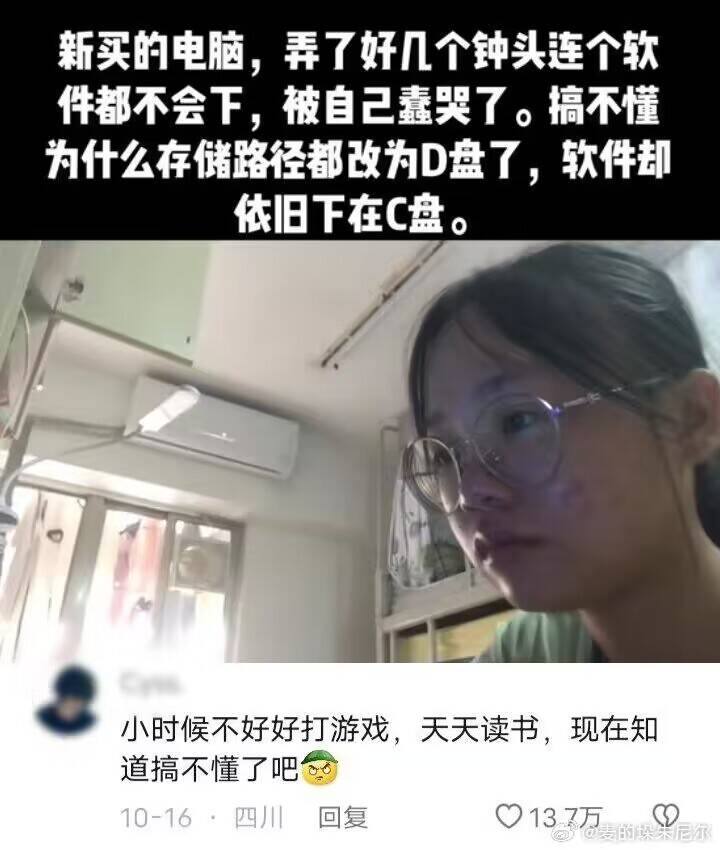 新买的电脑，弄了好几个钟头连个软
件都不会下，被自己蠢哭了。搞不懂
为什么存储路径都改为D盘了，软件却
依旧下在C盘。
小时候不好好打游戏，天天读书，现在知
道搞不懂了吧
10-16 · 四川 回复 13.7万
@麦的垛朱尼尔